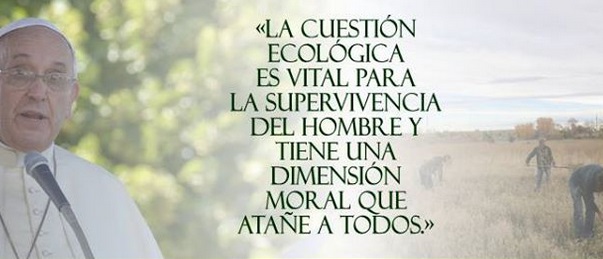 «LA CUESTIÓN
ECOLÓGICA
ES VITAL PARA
LA SUPERVIVENCIA
DEL HOMBRE Y
TIENE UNA
DIMENSIÓN
MORAL QUE
ATAÑE A TODOS.»